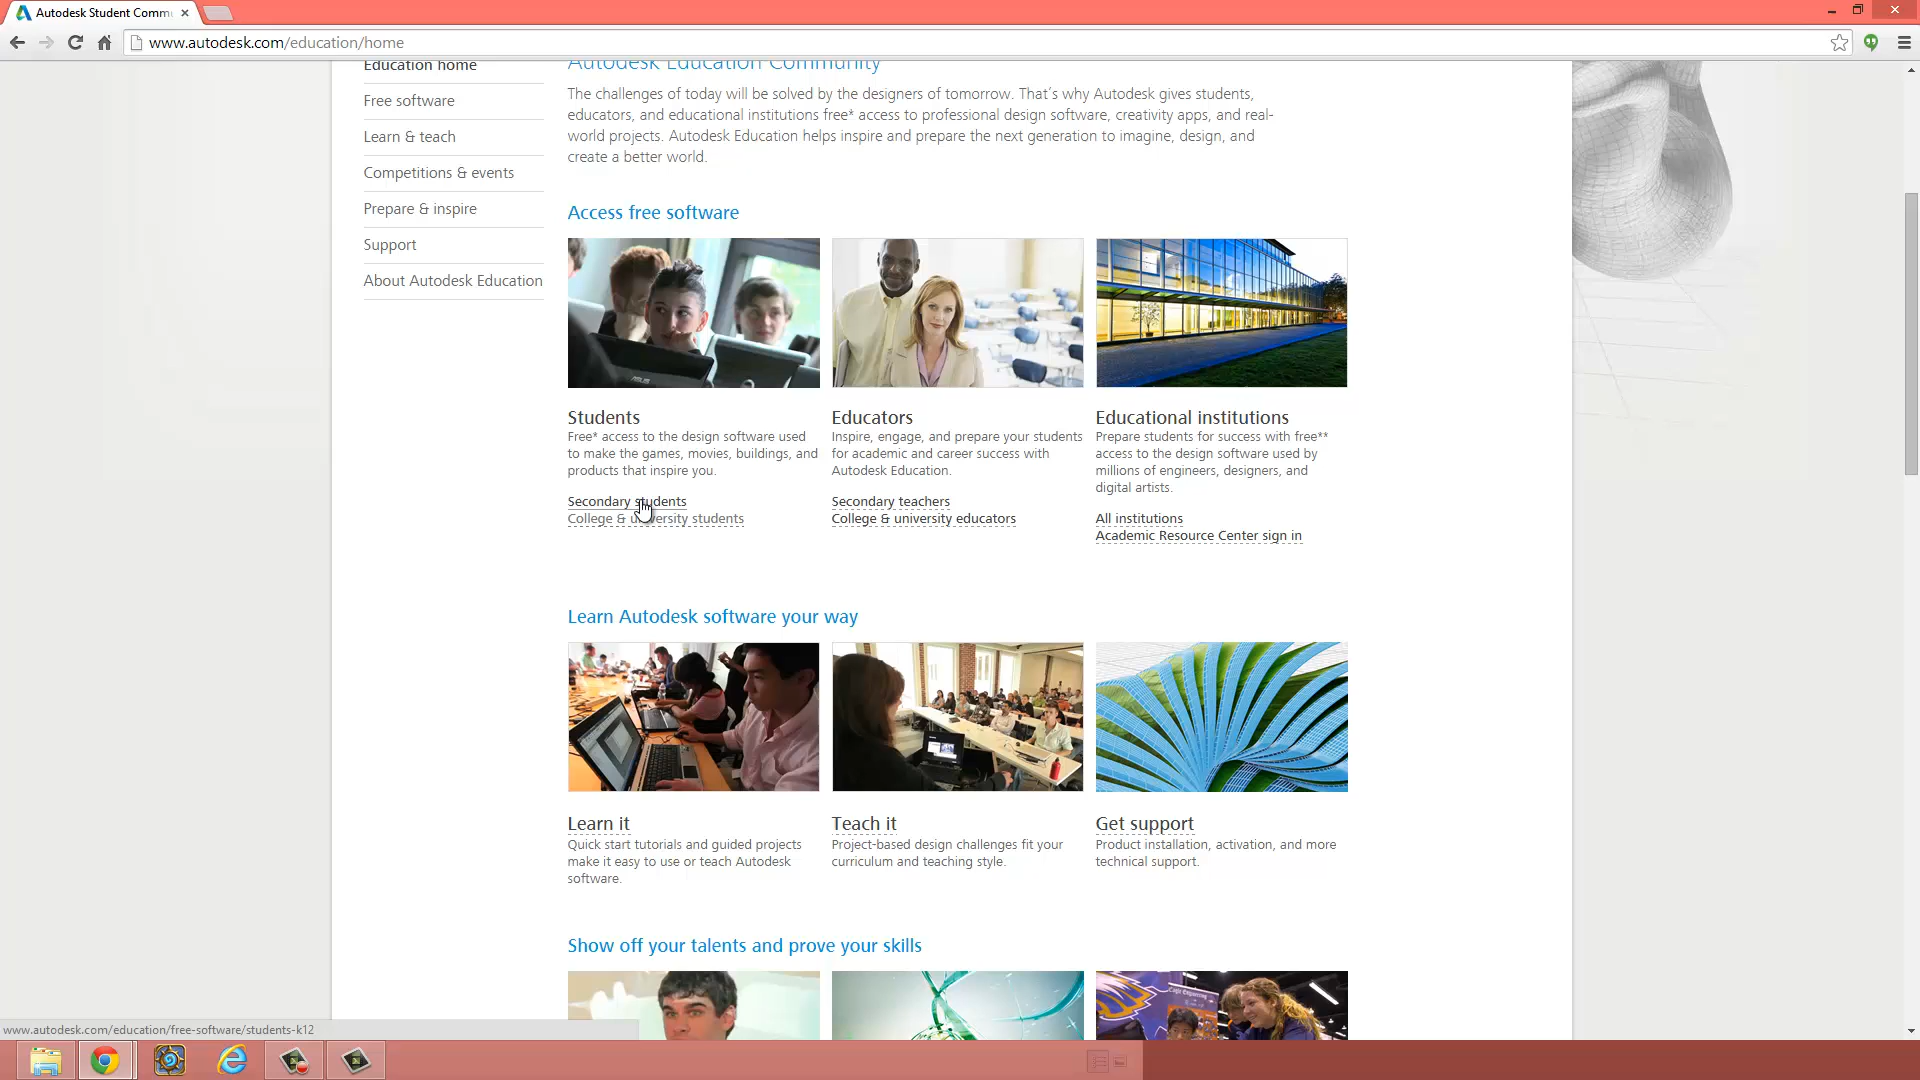 Autodesk Student Comm
www.autodesk.com/education/home
Education home
Free software
Learn & teach
Competitions & events
Prepare & inspire
Support
About Autodesk Education
Autodesk Education Community
The challenges of today will be solved by the designers of tomorrow. That's why Autodesk gives students,
educators, and educational institutions free* access to professional design software, creativity apps, and real-
world projects. Autodesk Education helps inspire and prepare the next generation to imagine, design, and
create a better world.
Access free software
Students
Free* access to the design software used
to make the games, movies, buildings, and
products that inspire you.
Secondary students
College & university students
Educators
Inspire, engage, and prepare your students
for academic and career success with
Autodesk Education.
Secondary teachers
College & university educators
Educational institutions
Prepare students for success with free**
access to the design software used by
millions of engineers, designers, and
digital artists.
All institutions
Academic Resource Center sign in
Learn Autodesk software your way
Learn it
Quick start tutorials and guided projects
make it easy to use or teach Autodesk
software.
Teach it
Project-based design challenges fit your
curriculum and teaching style.
Get support
Product installation, activation, and more
technical support.
Show off your talents and prove your skills
www.autodesk.com/education/free-software/students-k12